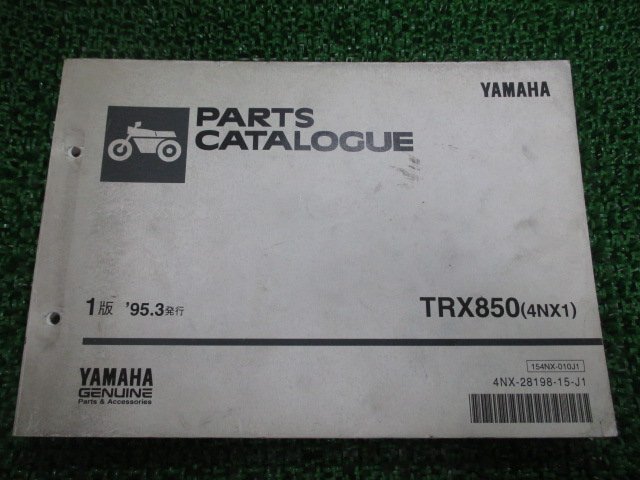 YAMAHA
PARTS
CATALOGUE
1版 '95.3発行
TRX850(4NX1)
154NX-010J1
4NX-28198-15-J1
YAMAHA
GENUINE
Parts & Accessories